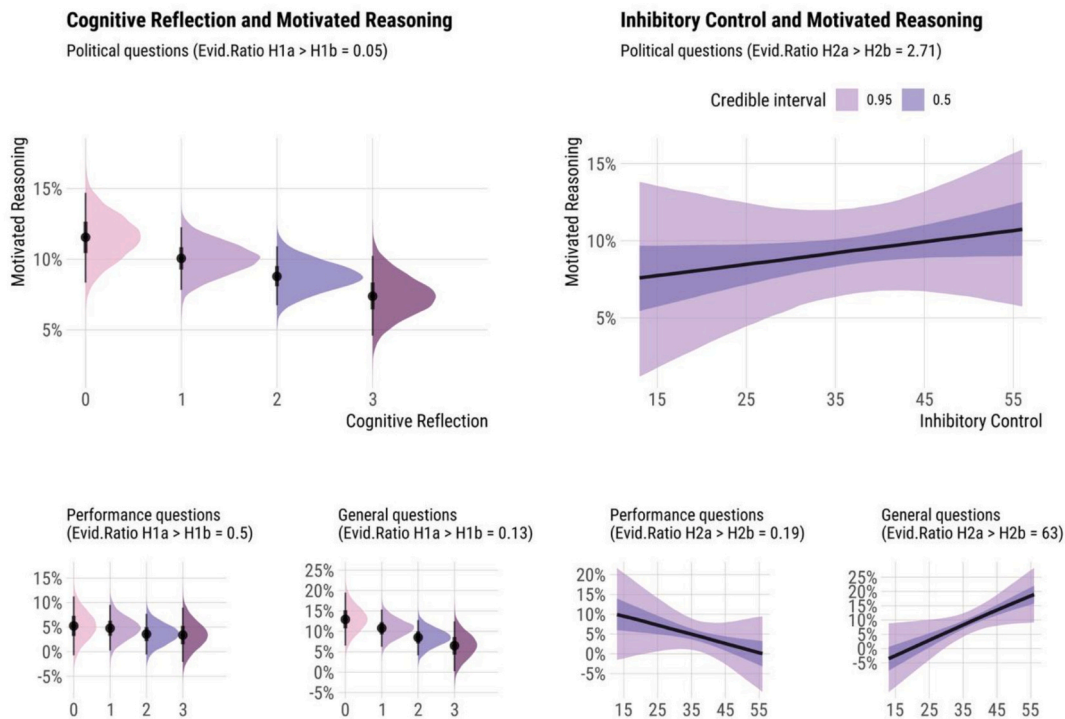 Cognitive Reflection and Motivated Reasoning
Political questions (Evid.Ratio H1a > H1b = 0.05)
Motivated Reasoning
15%
10%
5%
0 1 2 3
Cognitive Reflection
Inhibitory Control and Motivated Reasoning
Political questions (Evid.Ratio H2a > H2b = 2.71)
Credible interval 0.95 0.5
Motivated Reasoning
15%
10%
5%
15 25 35 45 55
Inhibitory Control
Performance questions
(Evid.Ratio H1a > H1b = 0.5)
15%
10%
5%
0%
-5%
0 1 2 3
General questions
(Evid.Ratio H1a > H1b = 0.13)
25%
20%
15%
10%
5%
0%
-5%
0 1 2 3
Performance questions
(Evid.Ratio H2a > H2b = 0.19)
20%
15%
10%
5%
0%
-5%
15 25 35 45 55
General questions
(Evid.Ratio H2a > H2b = 63)
25%
20%
15%
10%
5%
0%
-5%
15 25 35 45 55